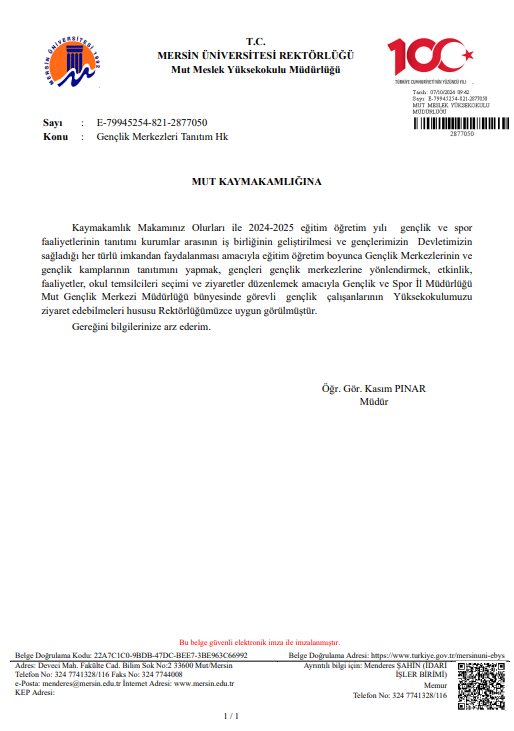 T.C.
MERSİN ÜNİVERSİTESİ REKTÖRLÜĞÜ
Mut Meslek Yüksekokulu Müdürlüğü
MERSİN ÜNİVERSİTESİ 1992
100
TÜRKİYE CUMHURİYETİ'NİN YÜZÜNCÜ YILI
Tarih: 07/10/2024 09:42
Sayı: E-79945254-821-2877050
MUT MESLEK YÜKSEKOKULU
MÜDÜRLÜĞÜ
2877050
Sayı : E-79945254-821-2877050
Konu : Gençlik Merkezleri Tanıtım Hk
MUT KAYMAKAMLIĞINA
Kaymakamlık Makamınız Olurları ile 2024-2025 eğitim öğretim yılı gençlik ve spor
faaliyetlerinin tanıtımı kurumlar arasının iş birliğinin geliştirilmesi ve gençlerimizin Devletimizin
sağladığı her türlü imkandan faydalanması amacıyla eğitim öğretim boyunca Gençlik Merkezlerinin ve
gençlik kamplarının tanıtımını yapmak, gençleri gençlik merkezlerine yönlendirmek, etkinlik,
faaliyetler, okul temsilcileri seçimi ve ziyaretler düzenlemek amacıyla Gençlik ve Spor İl Müdürlüğü
Mut Gençlik Merkezi Müdürlüğü bünyesinde görevli gençlik çalışanlarının Yüksekokulumuzu
ziyaret edebilmeleri hususu Rektörlüğümüzce uygun görülmüştür.
Gereğini bilgilerinize arz ederim.
Öğr. Gör. Kasım PINAR
Müdür
Bu belge güvenli elektronik imza ile imzalanmıştır.
Belge Doğrulama Kodu: 22A7C1C0-9BDB-47DC-BEE7-3BE963C66992 Belge Doğrulama Adresi: https://www.turkiye.gov.tr/mersinuni-ebys
Adres: Deveci Mah. Fakülte Cad. Bilim Sok No:2 33600 Mut/Mersin
Telefon No: 324 7741328/116 Faks No: 324 7744008
e-Posta: menderes@mersin.edu.tr İnternet Adresi: www.mersin.edu.tr
KEP Adresi:
Ayrıntılı bilgi için: Menderes ŞAHİN (İDARİ
İŞLER BİRİMİ)
Memur
Telefon No: 324 7741328/116
1 / 1